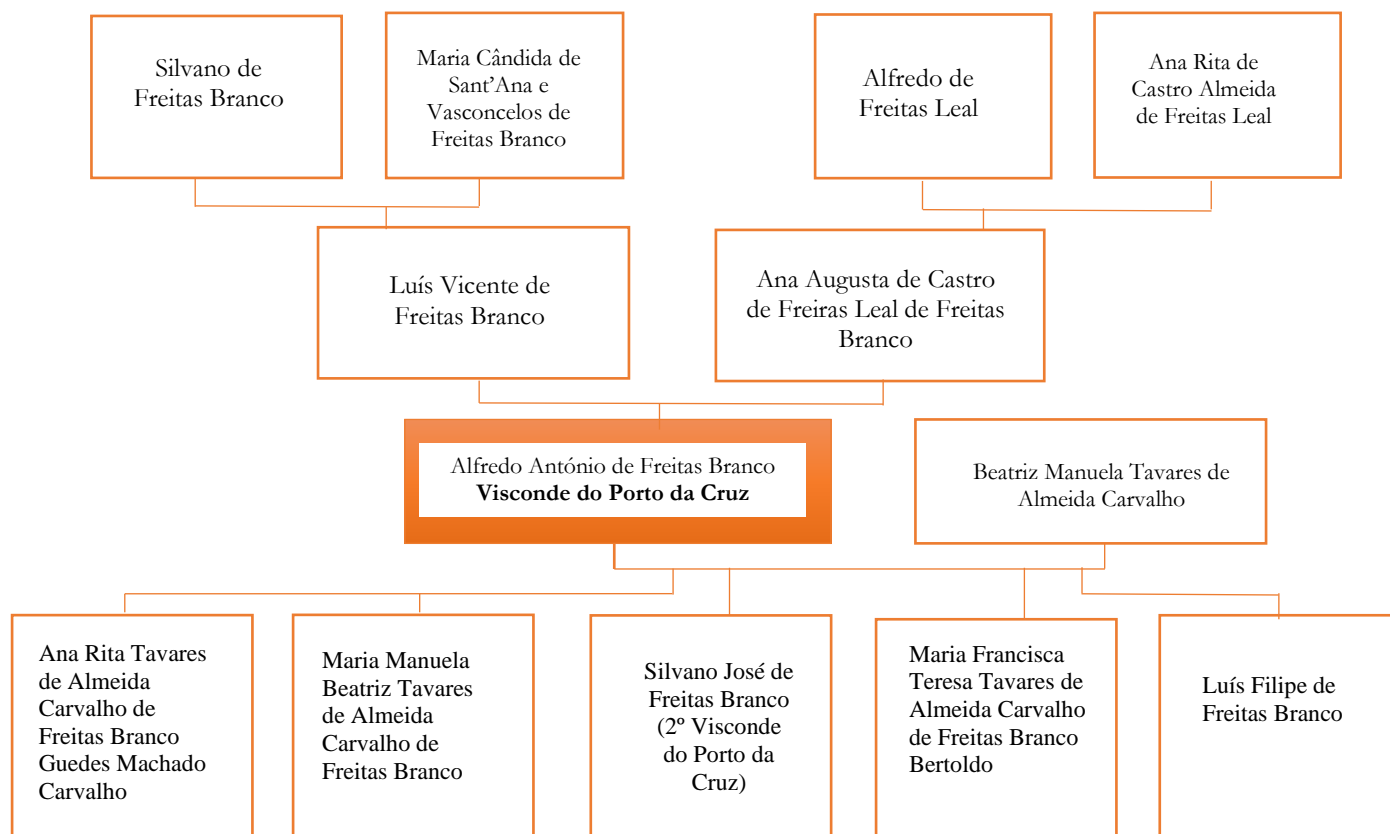 Silvano de
Freitas Branco
Maria Cândida de
Sant’Ana e
Vasconcelos de
Freitas Branco
Alfredo de
Freitas Leal
Ana Rita de
Castro Almeida
de Freitas Leal
Luís Vicente de
Freitas Branco
Ana Augusta de Castro
de Freiras Leal de Freitas
Branco
Alfredo António de Freitas Branco
Visconde do Porto da Cruz
Beatriz Manuela Tavares de
Almeida Carvalho
Ana Rita Tavares
de Almeida
Carvalho de
Freitas Branco
Guedes Machado
Carvalho
Maria Manuela
Beatriz Tavares
de Almeida
Carvalho de
Freitas Branco
Silvano José de
Freitas Branco
(2º Visconde
do Porto da
Cruz)
Maria Francisca
Teresa Tavares de
Almeida Carvalho
de Freitas Branco
Bertoldo
Luís Filipe de
Freitas Branco